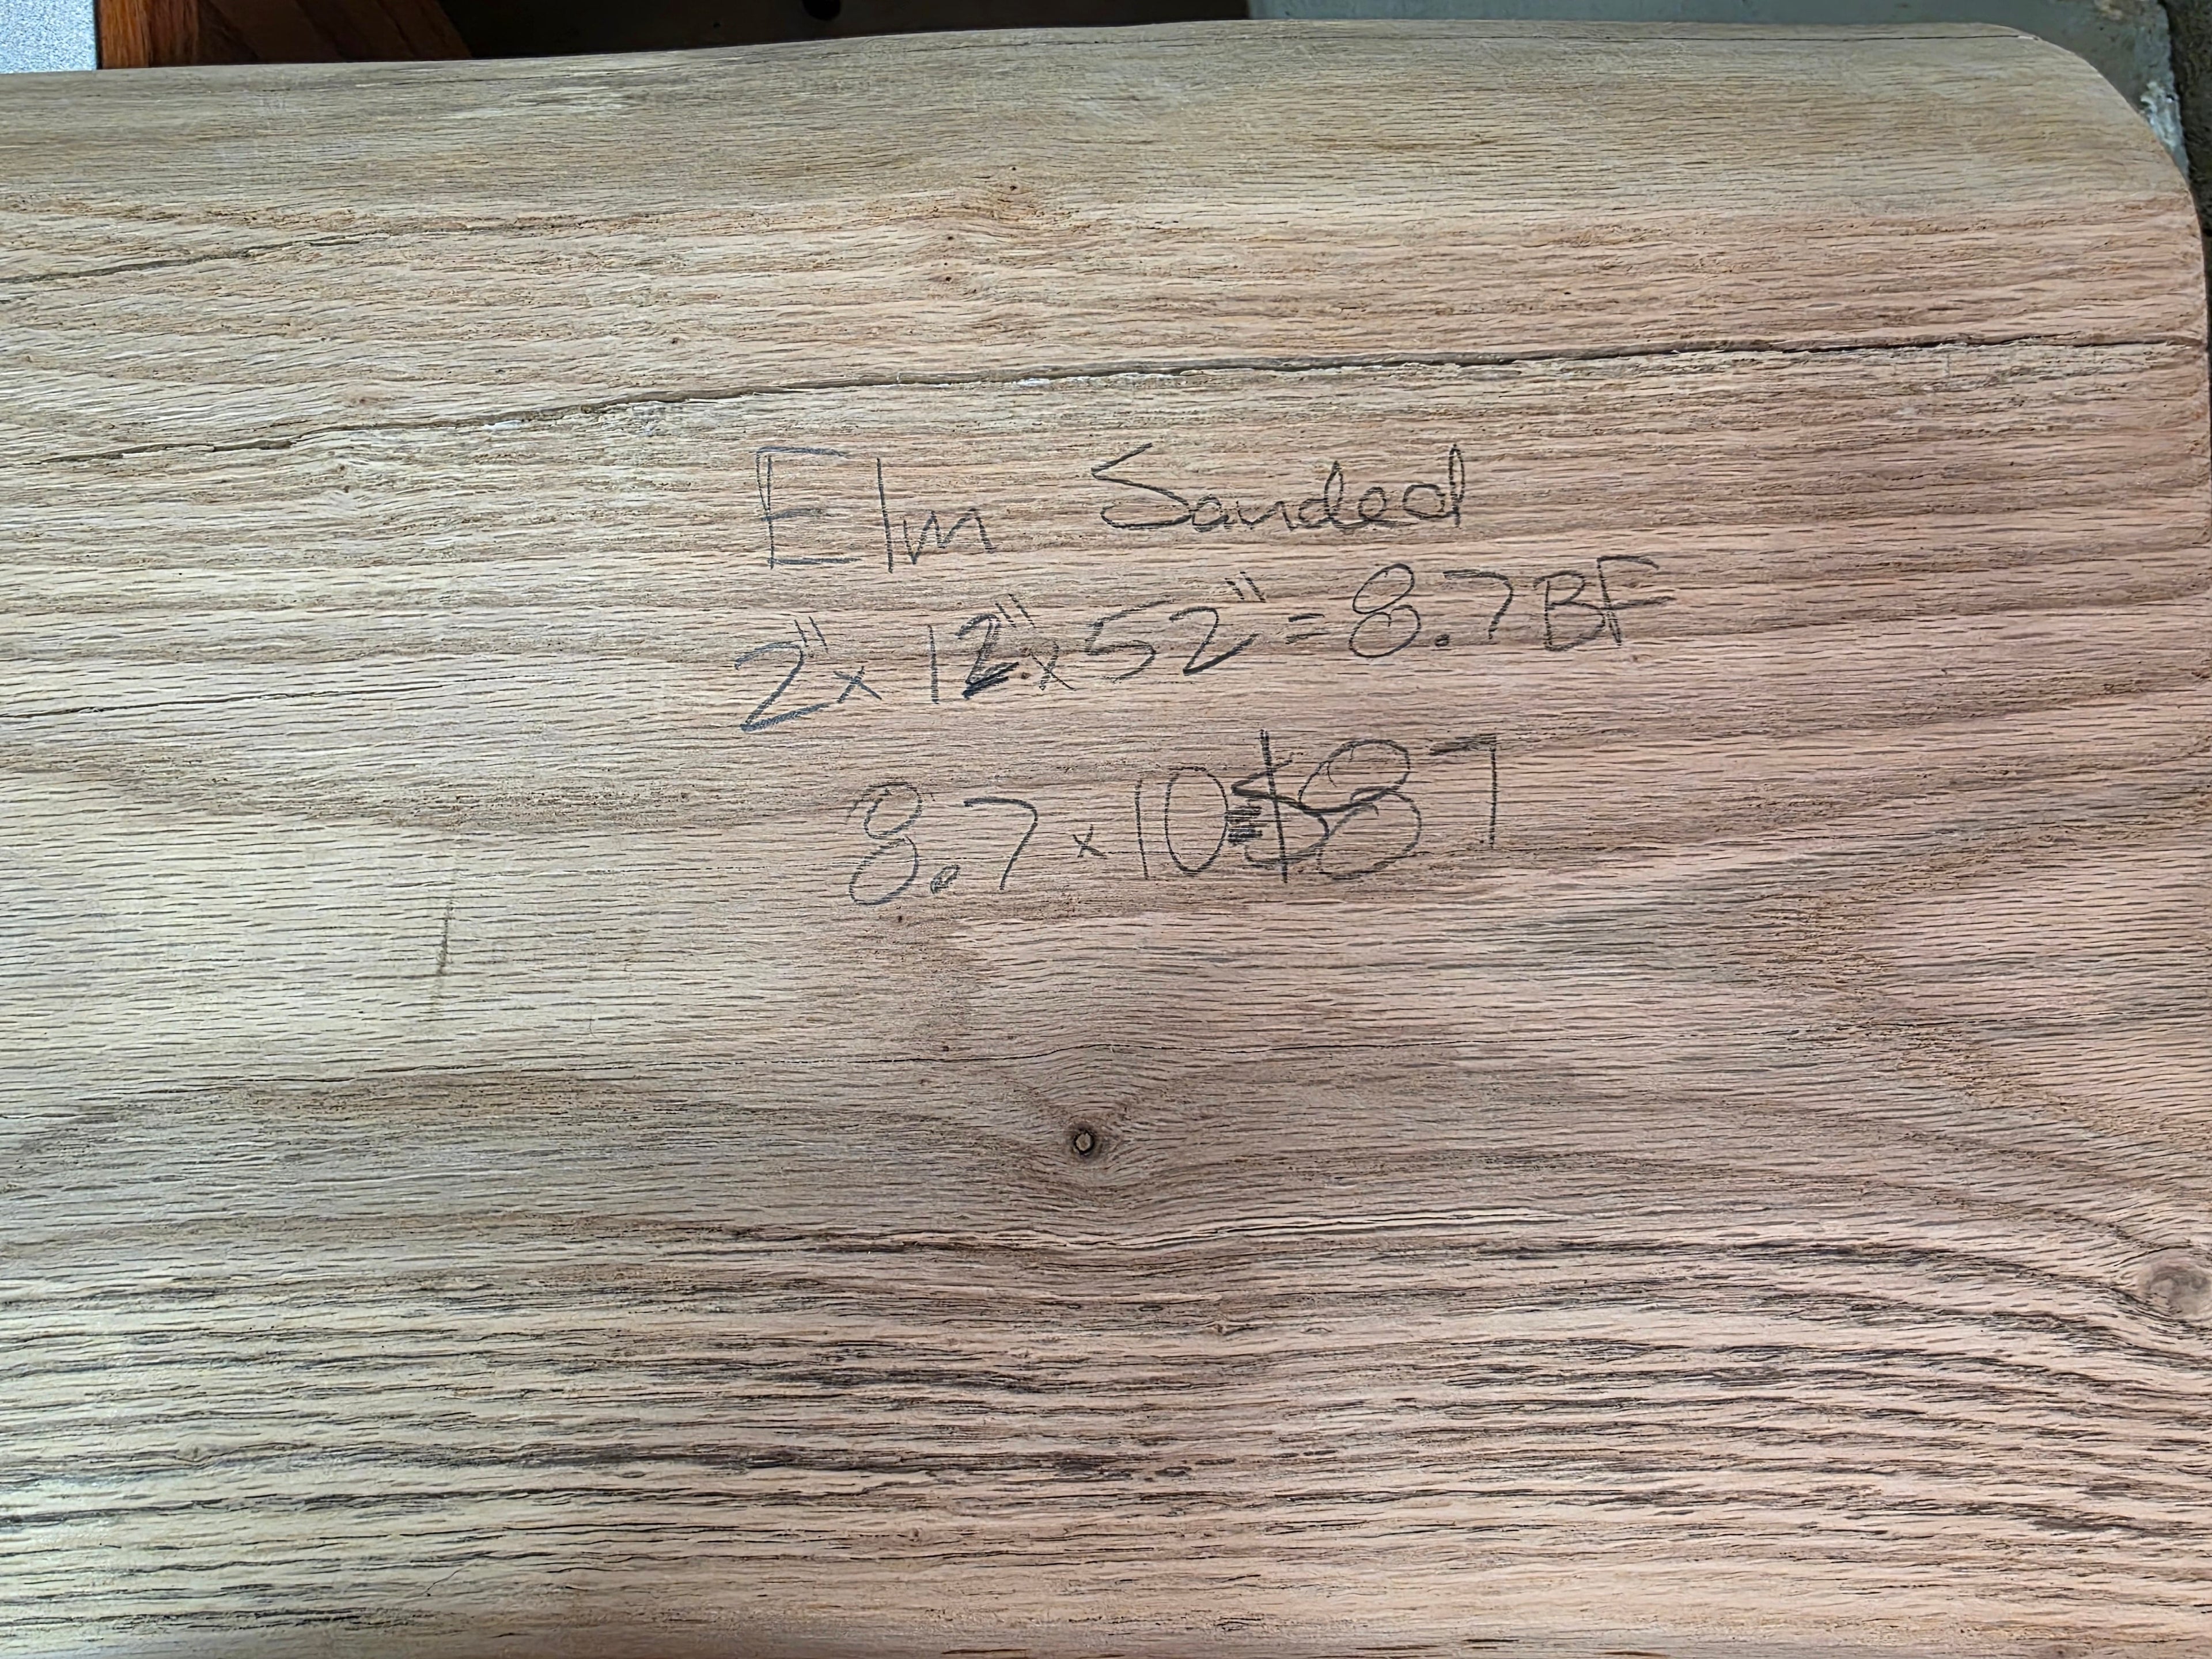 Elm Sanded
2" x 12" x 52" = 8.7 BF
8.7 x 10 = $87